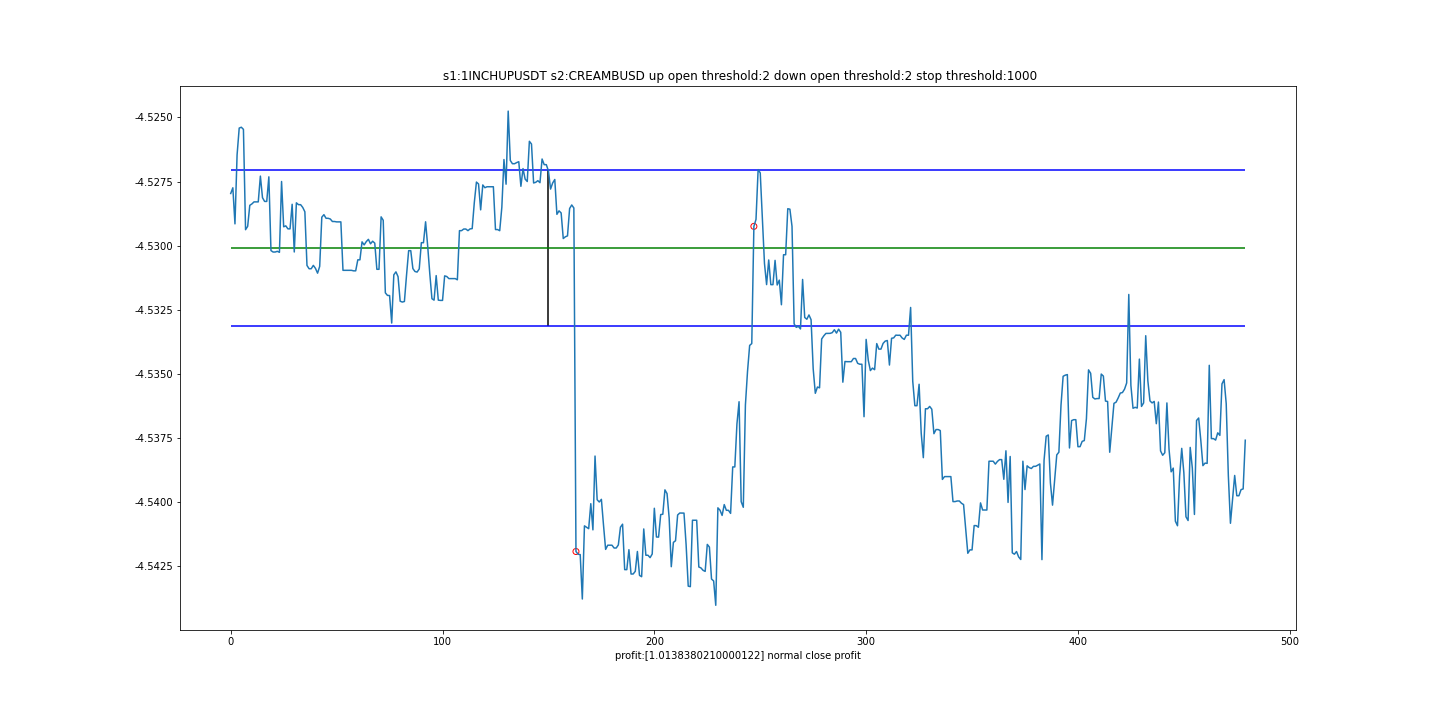 s1:1INCHUPUSDT s2:CREAMBUSD up open threshold:2 down open threshold:2 stop threshold:1000
-4.5250
-4.5275
-4.5300
-4.5325
-4.5350
-4.5375
-4.5400
-4.5425
0 100 200 300 400 500
profit:[1.0138380210000122] normal close profit